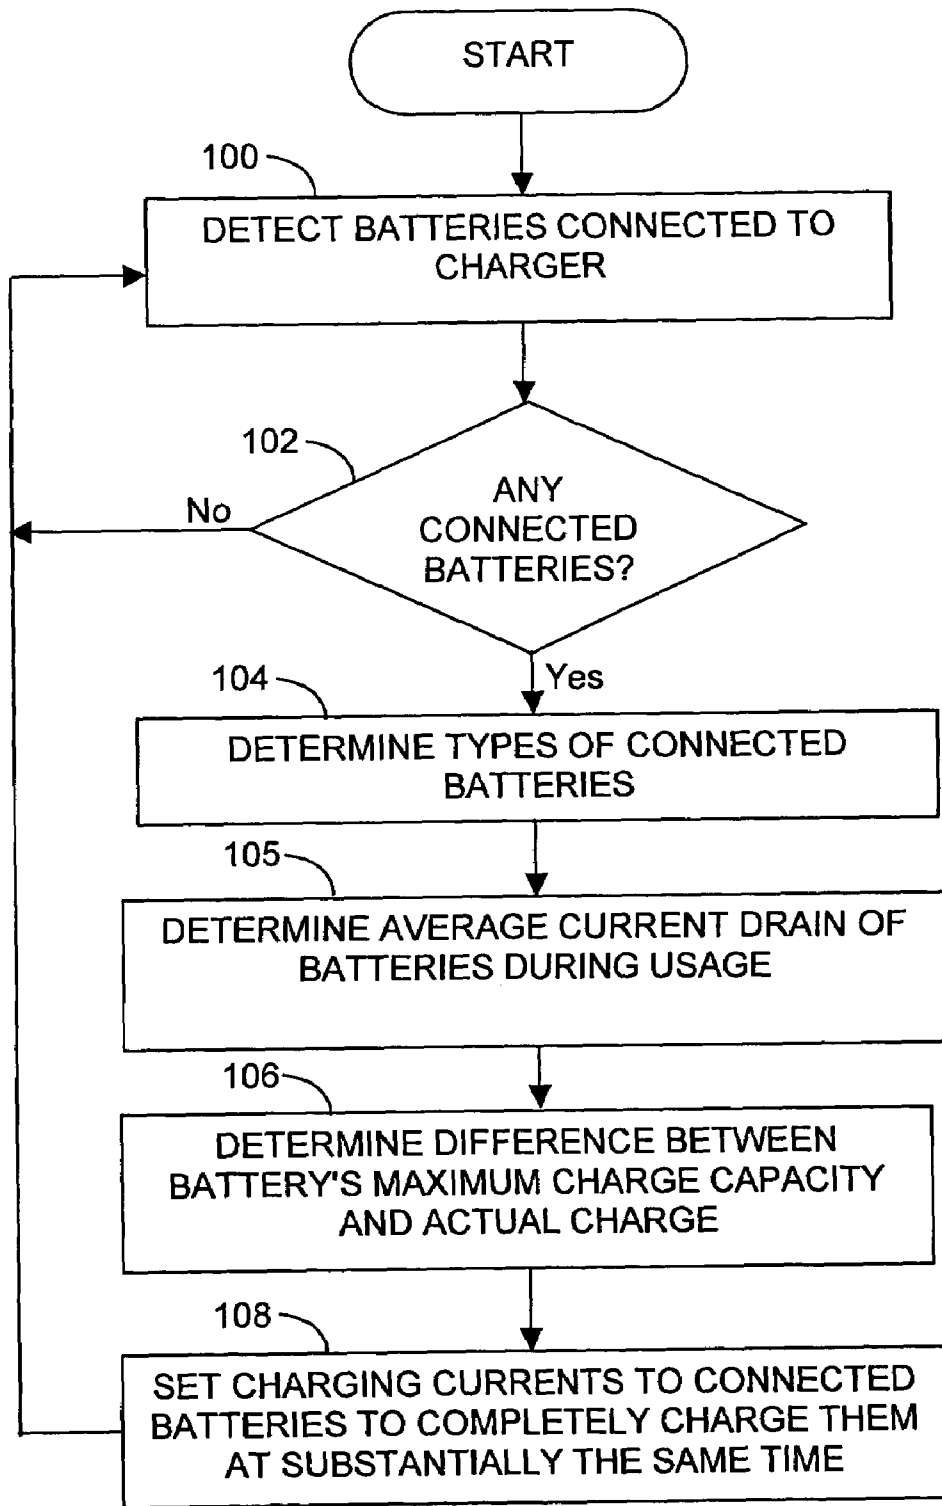 START
100
DETECT BATTERIES CONNECTED TO
CHARGER
102
No
ANY
CONNECTED
BATTERIES?
Yes
104
DETERMINE TYPES OF CONNECTED
BATTERIES
105
DETERMINE AVERAGE CURRENT DRAIN OF
BATTERIES DURING USAGE
106
DETERMINE DIFFERENCE BETWEEN
BATTERY'S MAXIMUM CHARGE CAPACITY
AND ACTUAL CHARGE
108
SET CHARGING CURRENTS TO CONNECTED
BATTERIES TO COMPLETELY CHARGE THEM
AT SUBSTANTIALLY THE SAME TIME